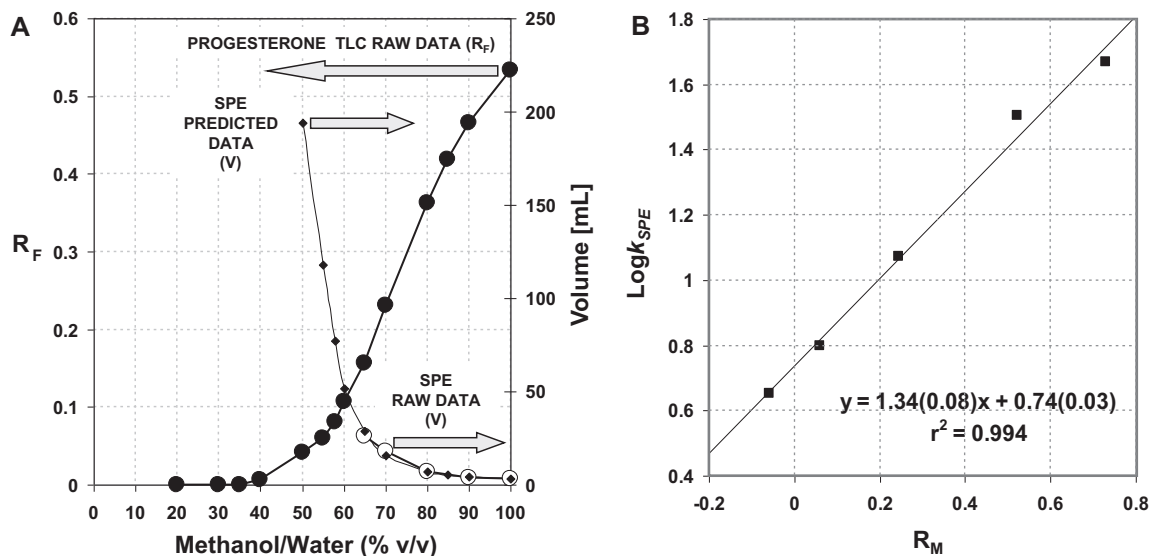 A
PROGESTERONE TLC RAW DATA (RF)
SPE
PREDICTED
DATA
(V)
SPE
RAW DATA
(V)
RF
0.6
0.5
0.4
0.3
0.2
0.1
0
250
200
150
100
50
0
Volume [mL]
0 10 20 30 40 50 60 70 80 90 100
Methanol/Water (% v/v)
B
LogkSPE
1.8
1.6
1.4
1.2
1
0.8
0.6
0.4
y = 1.34(0.08)x + 0.74(0.03)
r² = 0.994
-0.2 0 0.2 0.4 0.6 0.8
RM